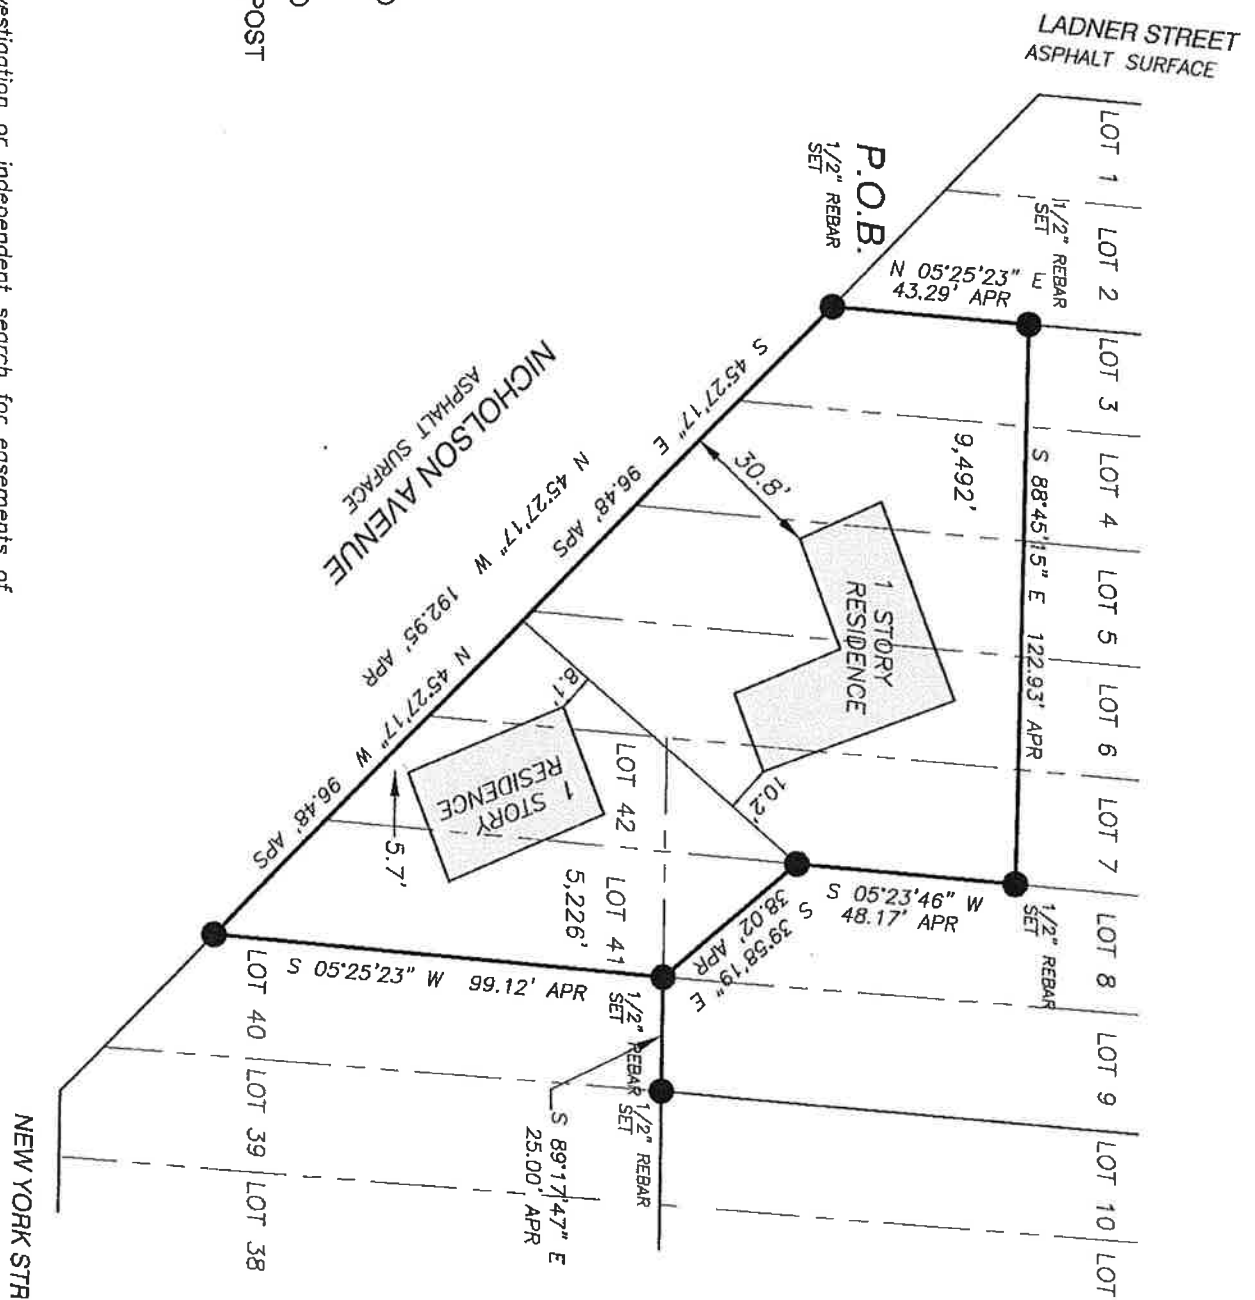 LADNER STREET
ASPHALT SURFACE
POST
P.O.B.
1/2" REBAR
SET
1/2" REBAR
SET
N 05°25'23" E
43.29' APR
LOT 1
LOT 2
LOT 3
LOT 4
LOT 5
LOT 6
LOT 7
LOT 8
LOT 9
LOT 10
LOT
S 88°45'15" E 122.93' APR
9,492'
S 45°27'17" E 96.48' APS
30.8'
1 STORY
RESIDENCE
NICHOLSON AVENUE
ASPHALT SURFACE
N 45°27'17" W 192.95' APR
N 45°27'17" W 96.48' APS
8.1'
10.2'
1 STORY
RESIDENCE
5.7'
LOT 42
LOT 41
5,226'
S 05°23'46" W
48.17' APR
1/2" REBAR
SET
S 39°58'19" E
38.02' APR
S 05°25'23" W 99.12' APR
1/2" REBAR
SET
1/2" REBAR
SET
S 89°17'47" E
25.00' APR
LOT 40
LOT 39
LOT 38
NEW YORK STR
investigation or independent search for easements of